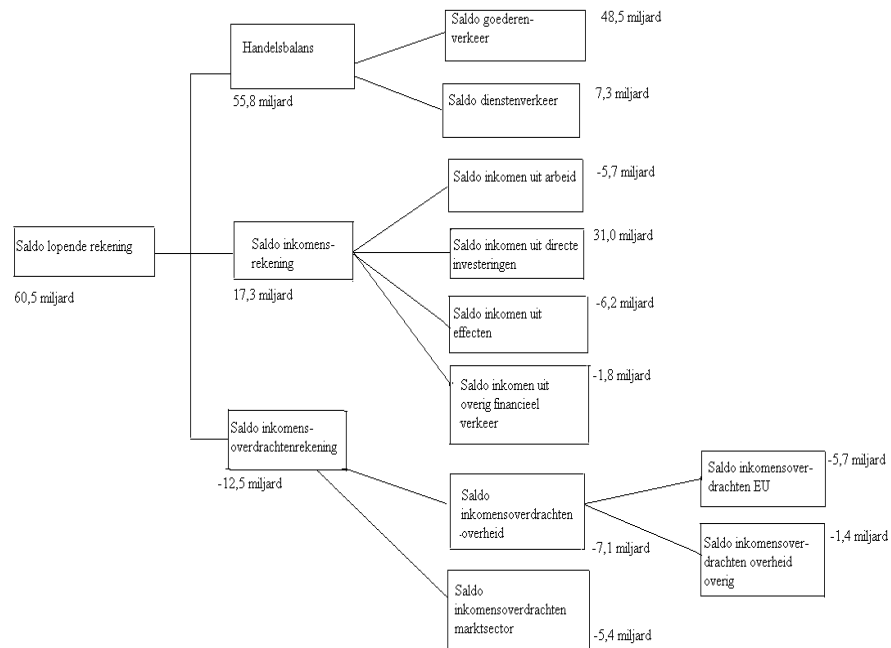 Saldo goederen-
verkeer
48,5 miljard
Handelsbalans
55,8 miljard
Saldo dienstenverkeer
7,3 miljard
Saldo inkomen uit arbeid
-5,7 miljard
Saldo lopende rekening
60,5 miljard
Saldo inkomens-
rekening
17,3 miljard
Saldo inkomen uit directe
investeringen
31,0 miljard
Saldo inkomen uit
effecten
-6,2 miljard
Saldo inkomen uit
overig financieel
verkeer
-1,8 miljard
Saldo inkomens-
overdrachtenrekening
-12,5 miljard
Saldo
inkomensoverdrachten
-overheid
-7,1 miljard
Saldo inkomensover-
drachten EU
-5,7 miljard
Saldo inkomensover-
drachten overheid
overig
-1,4 miljard
Saldo
inkomensoverdrachten
marktsector
-5,4 miljard